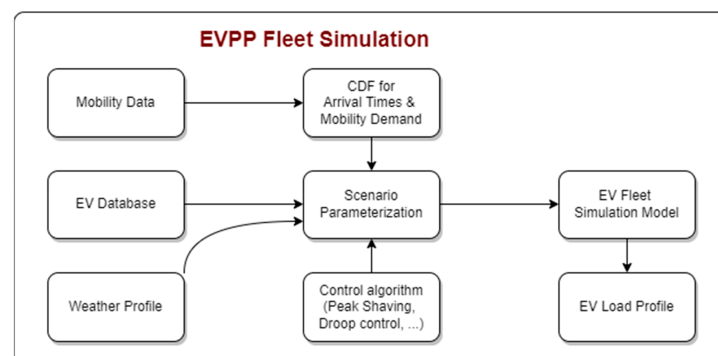 EVPP Fleet Simulation
Mobility Data
CDF for
Arrival Times &
Mobility Demand
EV Database
Scenario
Parameterization
EV Fleet
Simulation Model
Weather Profile
Control algorithm
(Peak Shaving,
Droop control, ...)
EV Load Profile